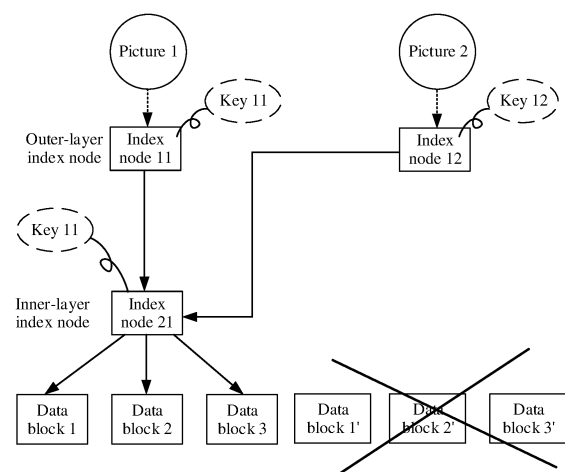 Picture 1
Picture 2
Key 11
Key 12
Outer-layer
index node
Index
node 11
Index
node 12
Key 11
Inner-layer
index node
Index
node 21
Data
block 1
Data
block 2
Data
block 3
Data
block 1'
Data
block 2'
Data
block 3'